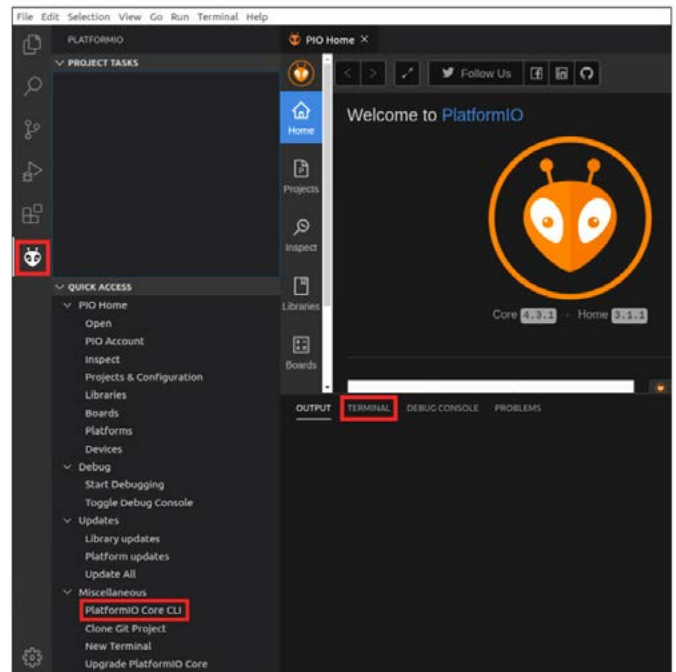 File Edit Selection View Go Run Terminal Help
PLATFORMIO
PROJECT TASKS
QUICK ACCESS
PIO Home
Open
PIO Account
Inspect
Projects & Configuration
Libraries
Boards
Platforms
Devices
Debug
Start Debugging
Toggle Debug Console
Updates
Library updates
Platform updates
Update All
Miscellaneous
PlatformIO Core CLI
Clone Git Project
New Terminal
Upgrade PlatformIO Core
PIO Home
Follow Us
Home
Projects
Inspect
Libraries
Boards
Welcome to PlatformIO
Core 4.3.1 · Home 3.1.1
OUTPUT TERMINAL DEBUG CONSOLE PROBLEMS